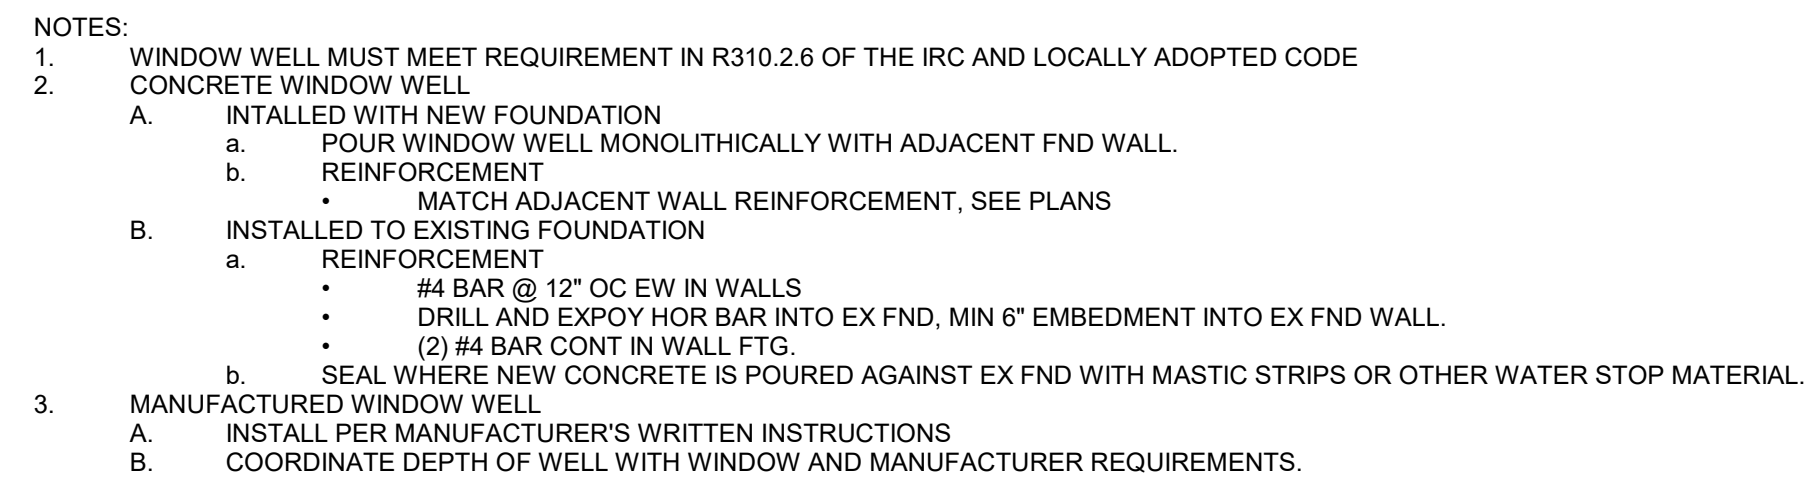 NOTES:
1. WINDOW WELL MUST MEET REQUIREMENT IN R310.2.6 OF THE IRC AND LOCALLY ADOPTED CODE
2. CONCRETE WINDOW WELL
A. INTALLED WITH NEW FOUNDATION
a. POUR WINDOW WELL MONOLITHICALLY WITH ADJACENT FND WALL.
b. REINFORCEMENT
• MATCH ADJACENT WALL REINFORCEMENT, SEE PLANS
B. INSTALLED TO EXISTING FOUNDATION
a. REINFORCEMENT
• #4 BAR @ 12" OC EW IN WALLS
• DRILL AND EXPOY HOR BAR INTO EX FND, MIN 6" EMBEDMENT INTO EX FND WALL.
• (2) #4 BAR CONT IN WALL FTG.
b. SEAL WHERE NEW CONCRETE IS POURED AGAINST EX FND WITH MASTIC STRIPS OR OTHER WATER STOP MATERIAL.
3. MANUFACTURED WINDOW WELL
A. INSTALL PER MANUFACTURER'S WRITTEN INSTRUCTIONS
B. COORDINATE DEPTH OF WELL WITH WINDOW AND MANUFACTURER REQUIREMENTS.